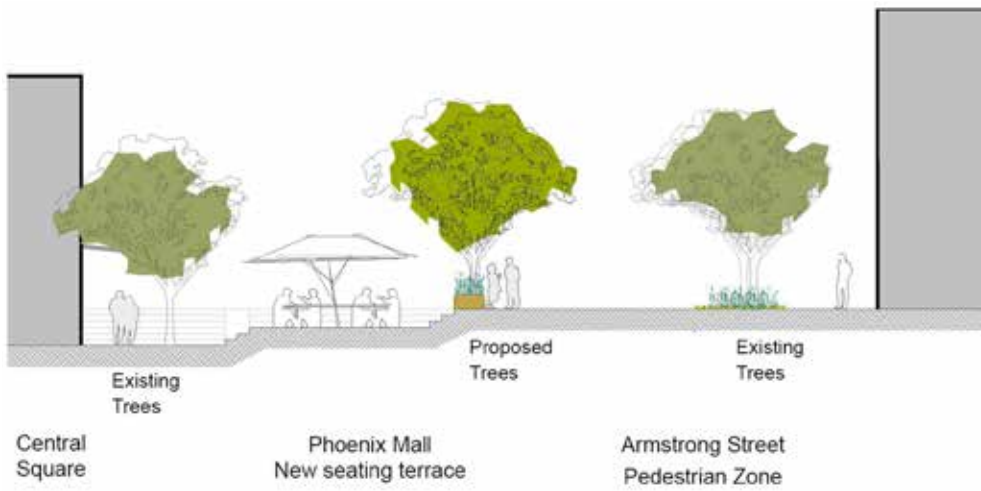 Existing
Trees
Proposed
Trees
Existing
Trees
Central
Square
Phoenix Mall
New seating terrace
Armstrong Street
Pedestrian Zone